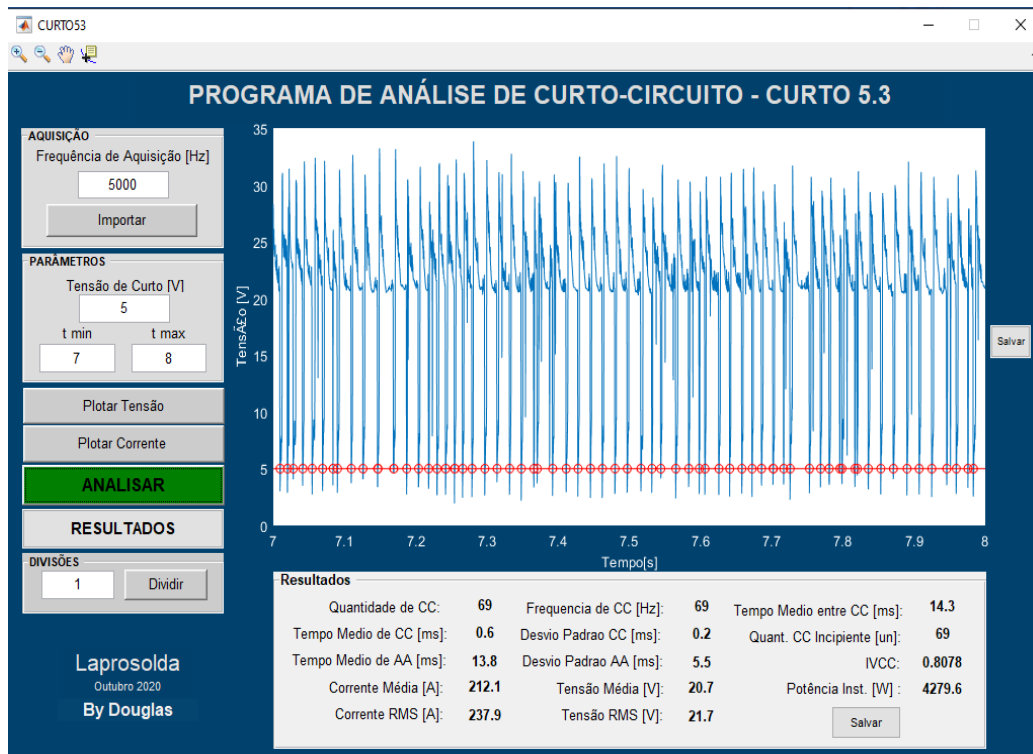 CURTO53
PROGRAMA DE ANÁLISE DE CURTO-CIRCUITO - CURTO 5.3
AQUISIÇÃO
Frequência de Aquisição [Hz]
5000
Importar
PARÂMETROS
Tensão de Curto [V]
5
t min t max
7 8
Plotar Tensão
Plotar Corrente
ANALISAR
RESULTADOS
DIVISÕES
1 Dividir
Laprosolda
Outubro 2020
By Douglas
35
30
25
20
15
10
5
0
TensÃ£o [V]
7 7.1 7.2 7.3 7.4 7.5 7.6 7.7 7.8 7.9 8
Tempo[s]
Salvar
Resultados
Quantidade de CC: 69 Frequencia de CC [Hz]: 69 Tempo Medio entre CC [ms]: 14.3
Tempo Medio de CC [ms]: 0.6 Desvio Padrao CC [ms]: 0.2 Quant. CC Incipiente [un]: 69
Tempo Medio de AA [ms]: 13.8 Desvio Padrao AA [ms]: 5.5 IVCC: 0.8078
Corrente Média [A]: 212.1 Tensão Média [V]: 20.7 Potência Inst. [W] : 4279.6
Corrente RMS [A]: 237.9 Tensão RMS [V]: 21.7 Salvar